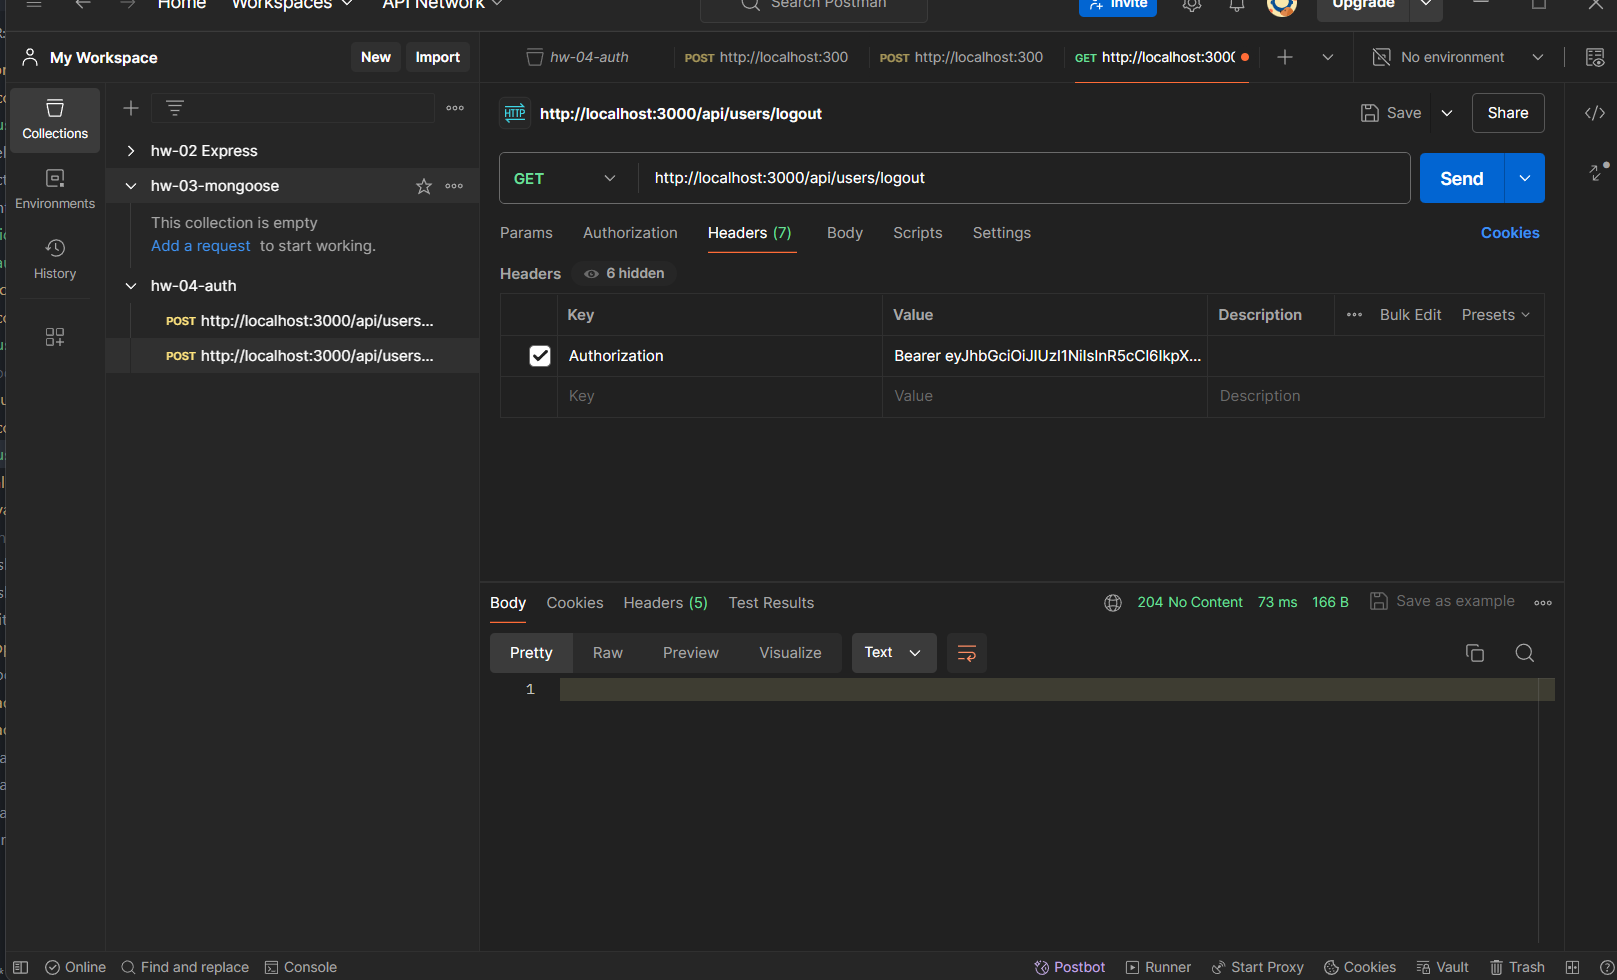 Home Workspaces API Network Search Postman Invite Upgrade
My Workspace New Import
hw-04-auth POST http://localhost:300 POST http://localhost:300 GET http://localhost:3000 No environment
Collections
Environments
History
hw-02 Express
hw-03-mongoose
This collection is empty
Add a request to start working.
hw-04-auth
POST http://localhost:3000/api/users...
POST http://localhost:3000/api/users...
HTTP http://localhost:3000/api/users/logout Save Share
GET http://localhost:3000/api/users/logout Send
Params Authorization Headers (7) Body Scripts Settings Cookies
Headers 6 hidden
Key Value Description Bulk Edit Presets
Authorization Bearer eyJhbGciOiJIUzI1NiIsInR5cCI6IkpX...
Key Value Description
Body Cookies Headers (5) Test Results 204 No Content 73 ms 166 B Save as example
Pretty Raw Preview Visualize Text
1
Online Find and replace Console Postbot Runner Start Proxy Cookies Vault Trash